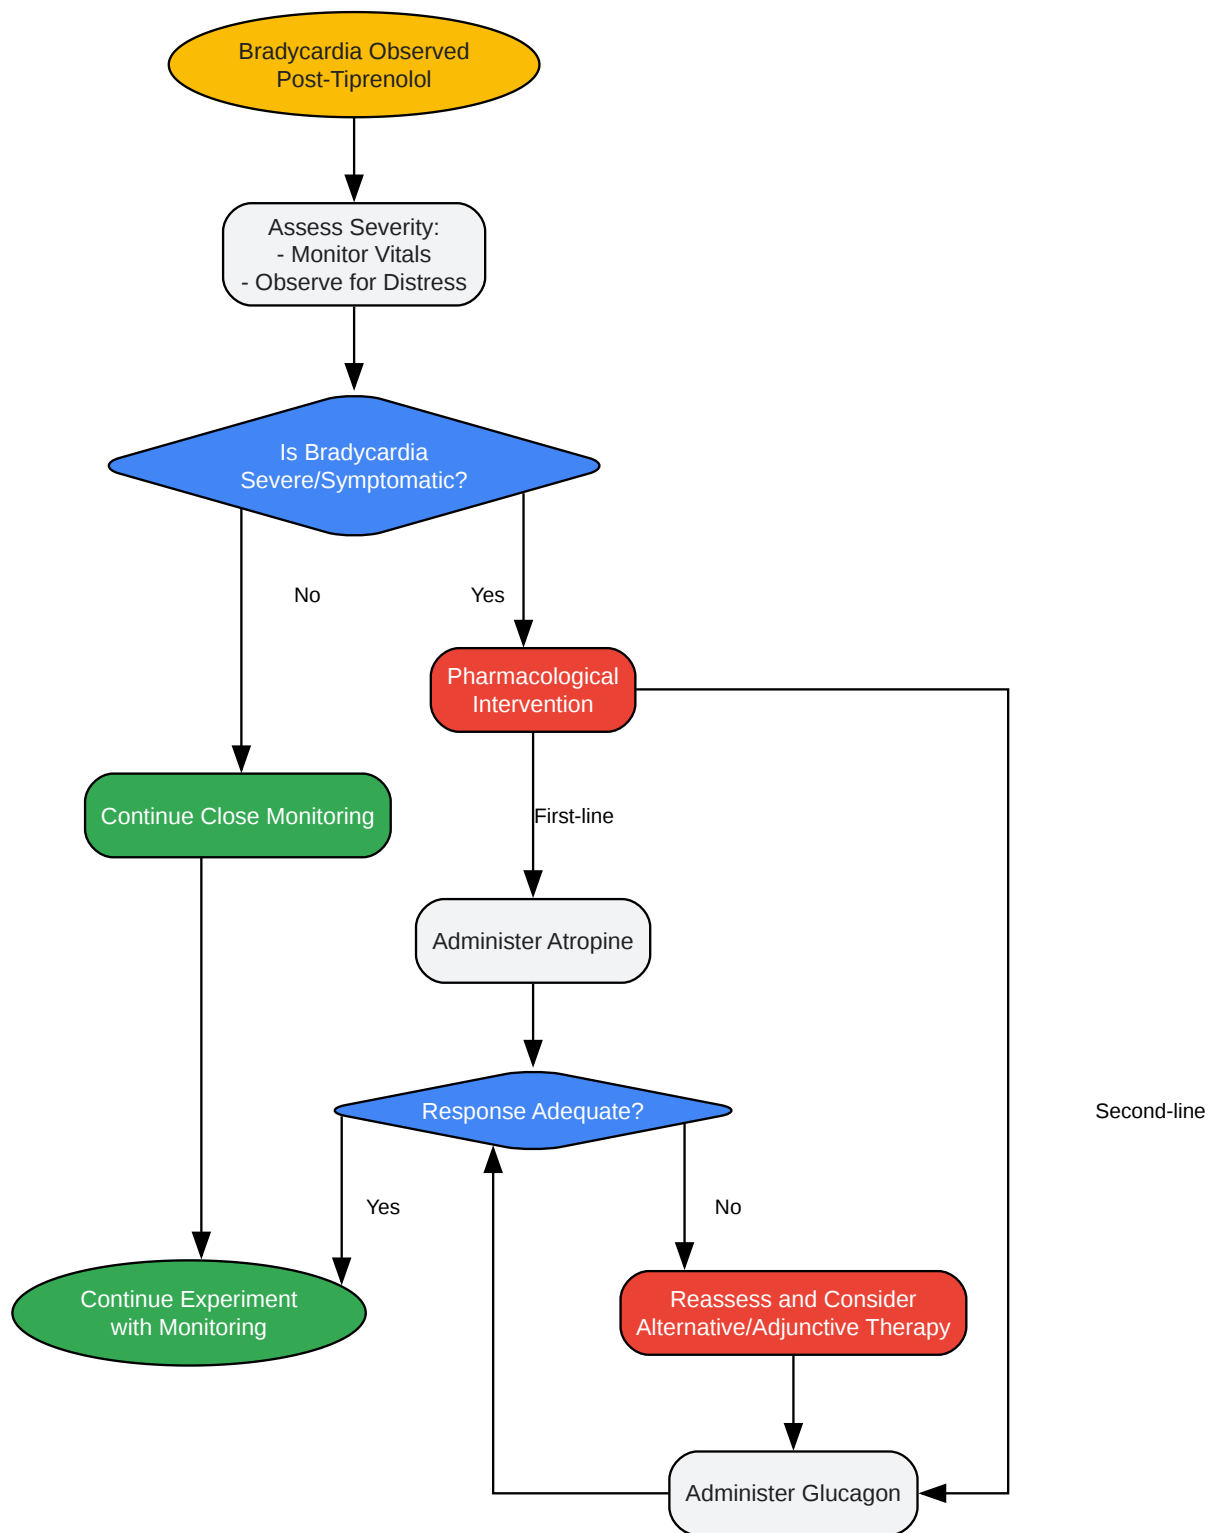 Bradycardia Observed
Post-Tiprenolol
Assess Severity:
- Monitor Vitals
- Observe for Distress
Is Bradycardia
Severe/Symptomatic?
No
Yes
Pharmacological
Intervention
Continue Close Monitoring
First-line
Administer Atropine
Response Adequate?
Second-line
Yes
No
Continue Experiment
with Monitoring
Reassess and Consider
Alternative/Adjunctive Therapy
Administer Glucagon